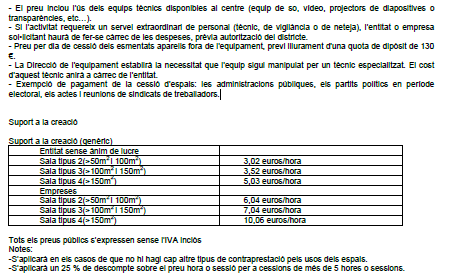 - El preu inclou l'ús dels equips tècnics disponibles al centre (equip de so, vídeo, projectors de diapositives o
transparències, etc...).
- Si l'activitat requereix un servei extraordinari de personal (tècnic, de vigilància o de neteja), l'entitat o empresa
sol•licitant haurà de fer-se càrrec de les despeses, prèvia autorització del districte.
- Preu per dia de cessió dels esmentats aparells fora de l'equipament, previ lliurament d'una quota de dipòsit de 130
€.
- La Direcció de l'equipament establirà la necessitat que l'equip sigui manipulat per un tècnic especialitzat. El cost
d'aquest tècnic anirà a càrrec de l'entitat.
- Exempció de pagament de la cessió d'espais: les administracions públiques, els partits polítics en període
electoral, els actes i reunions de sindicats de treballadors.
Suport a la creació
Suport a la creació (genèric)
Entitat sense ànim de lucre
Sala tipus 2(>50m² i 100m²) 3,02 euros/hora
Sala tipus 3(>100m² i 150m²) 3,52 euros/hora
Sala tipus 4(>150m²) 5,03 euros/hora
Empreses
Sala tipus 2(>50m² i 100m²) 6,04 euros/hora
Sala tipus 3(>100m² i 150m²) 7,04 euros/hora
Sala tipus 4(>150m²) 10,06 euros/hora
Tots els preus públics s'expressen sense l'IVA inclòs
Notes:
-S'aplicarà en els casos de que no hi hagi cap altre tipus de contraprestació pels usos dels espais.
-S'aplicarà un 25 % de descompte sobre el preu hora o sessió per a cessions de més de 5 hores o sessions.